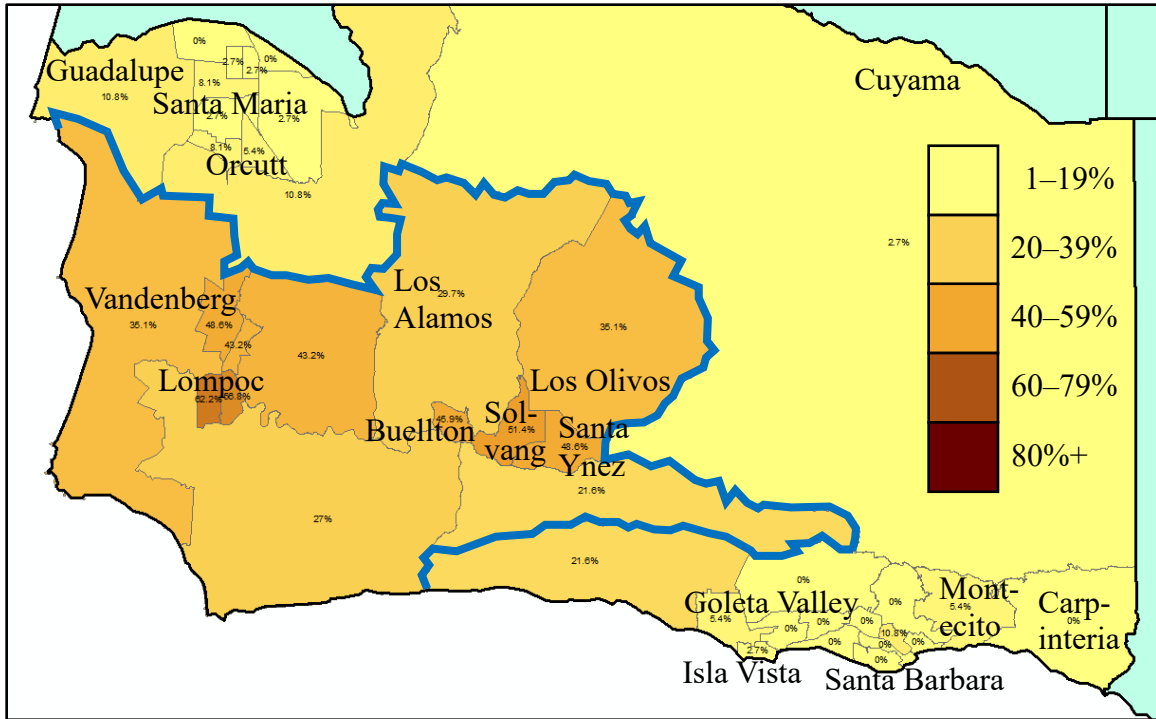 0%
2.7%
0%
2.7%
Guadalupe
10.8%
8.1%
Santa Maria
2.7%
2.7%
8.1%
5.4%
Orcutt
10.8%
Cuyama
1–19%
20–39%
40–59%
60–79%
80%+
2.7%
Los
Alamos
29.7%
Vandenberg
35.1%
48.6%
43.2%
43.2%
35.1%
Lompoc
62.2%
56.8%
Los Olivos
Buellton
45.9%
Sol-
vang
51.4%
Santa
Ynez
48.6%
21.6%
27%
21.6%
Goleta Valley
0%
0%
5.4%
0%
0%
0%
10.8%
0%
0%
0%
0%
2.7%
Mont-
ecito
5.4%
Carp-
interia
0%
Isla Vista
Santa Barbara